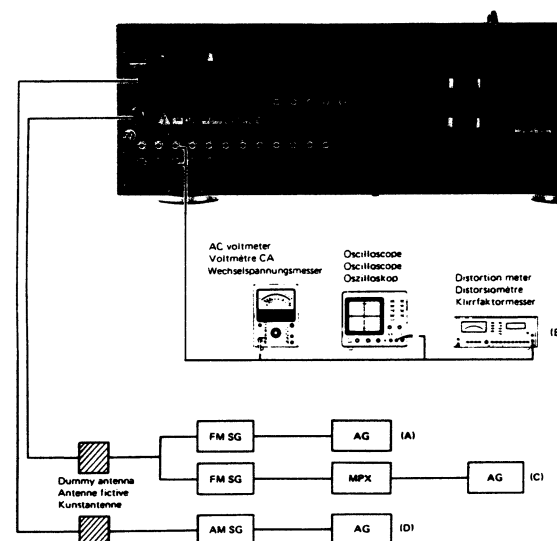 AC voltmeter
Voltmètre CA
Wechselspannungsmesser
Oscilloscope
Oscilloscope
Oszilloskop
Distortion meter
Distorsiomètre
Klirrfaktormesser
FM SG
AG
(A)
Dummy antenna
Antenne fictive
Kunstantenne
FM SG
MPX
AG
(C)
AM SG
AG
(D)